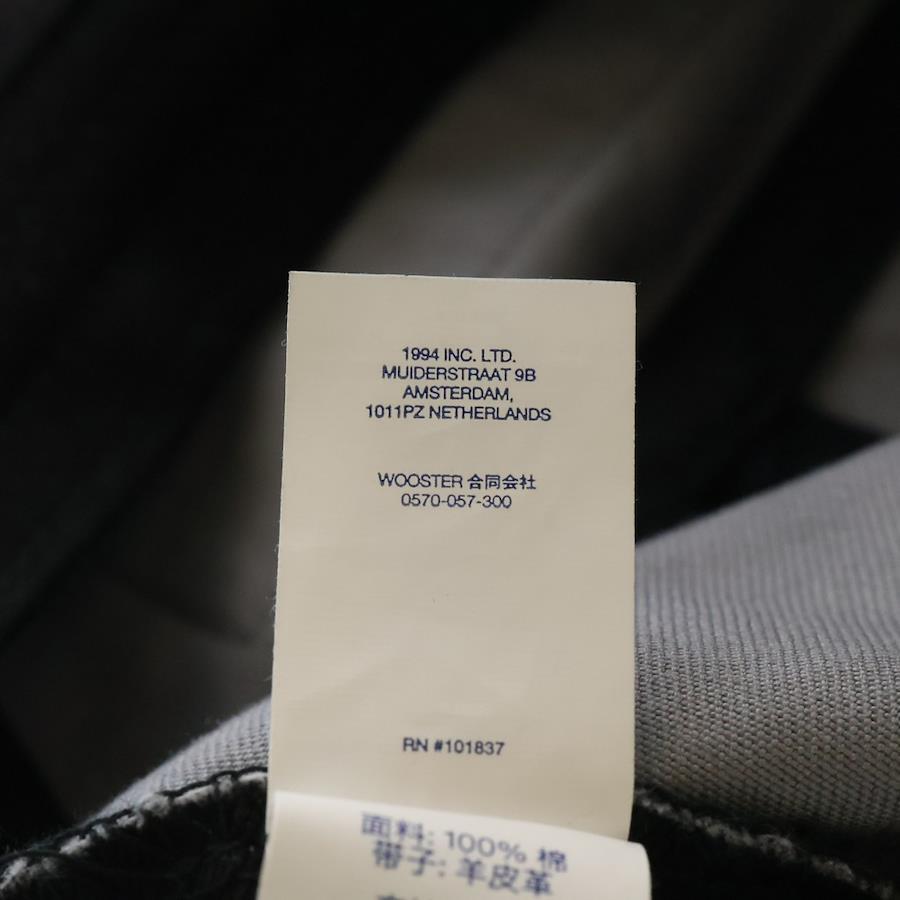 1994 INC. LTD.
MUIDERSTRAAT 9B
AMSTERDAM,
1011PZ NETHERLANDS
WOOSTER 合同会社
0570-057-300
RN #101837
面料: 100% 棉
带子: 羊皮革